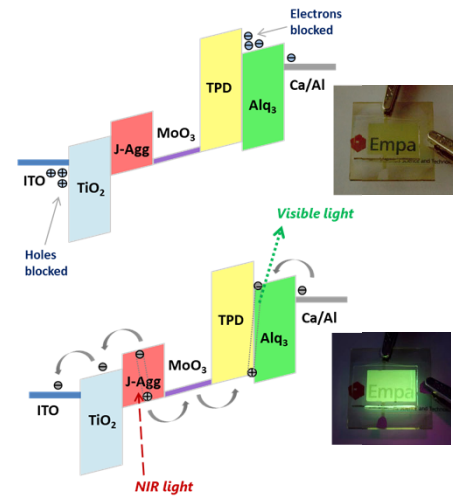 Electrons
blocked
TPD
Ca/Al
Alq3
MoO3
J-Agg
Empa
ITO
TiO2
Holes
blocked
Visible light
TPD
Ca/Al
MoO3
Alq3
J-Agg
Empa
ITO
TiO2
NIR light